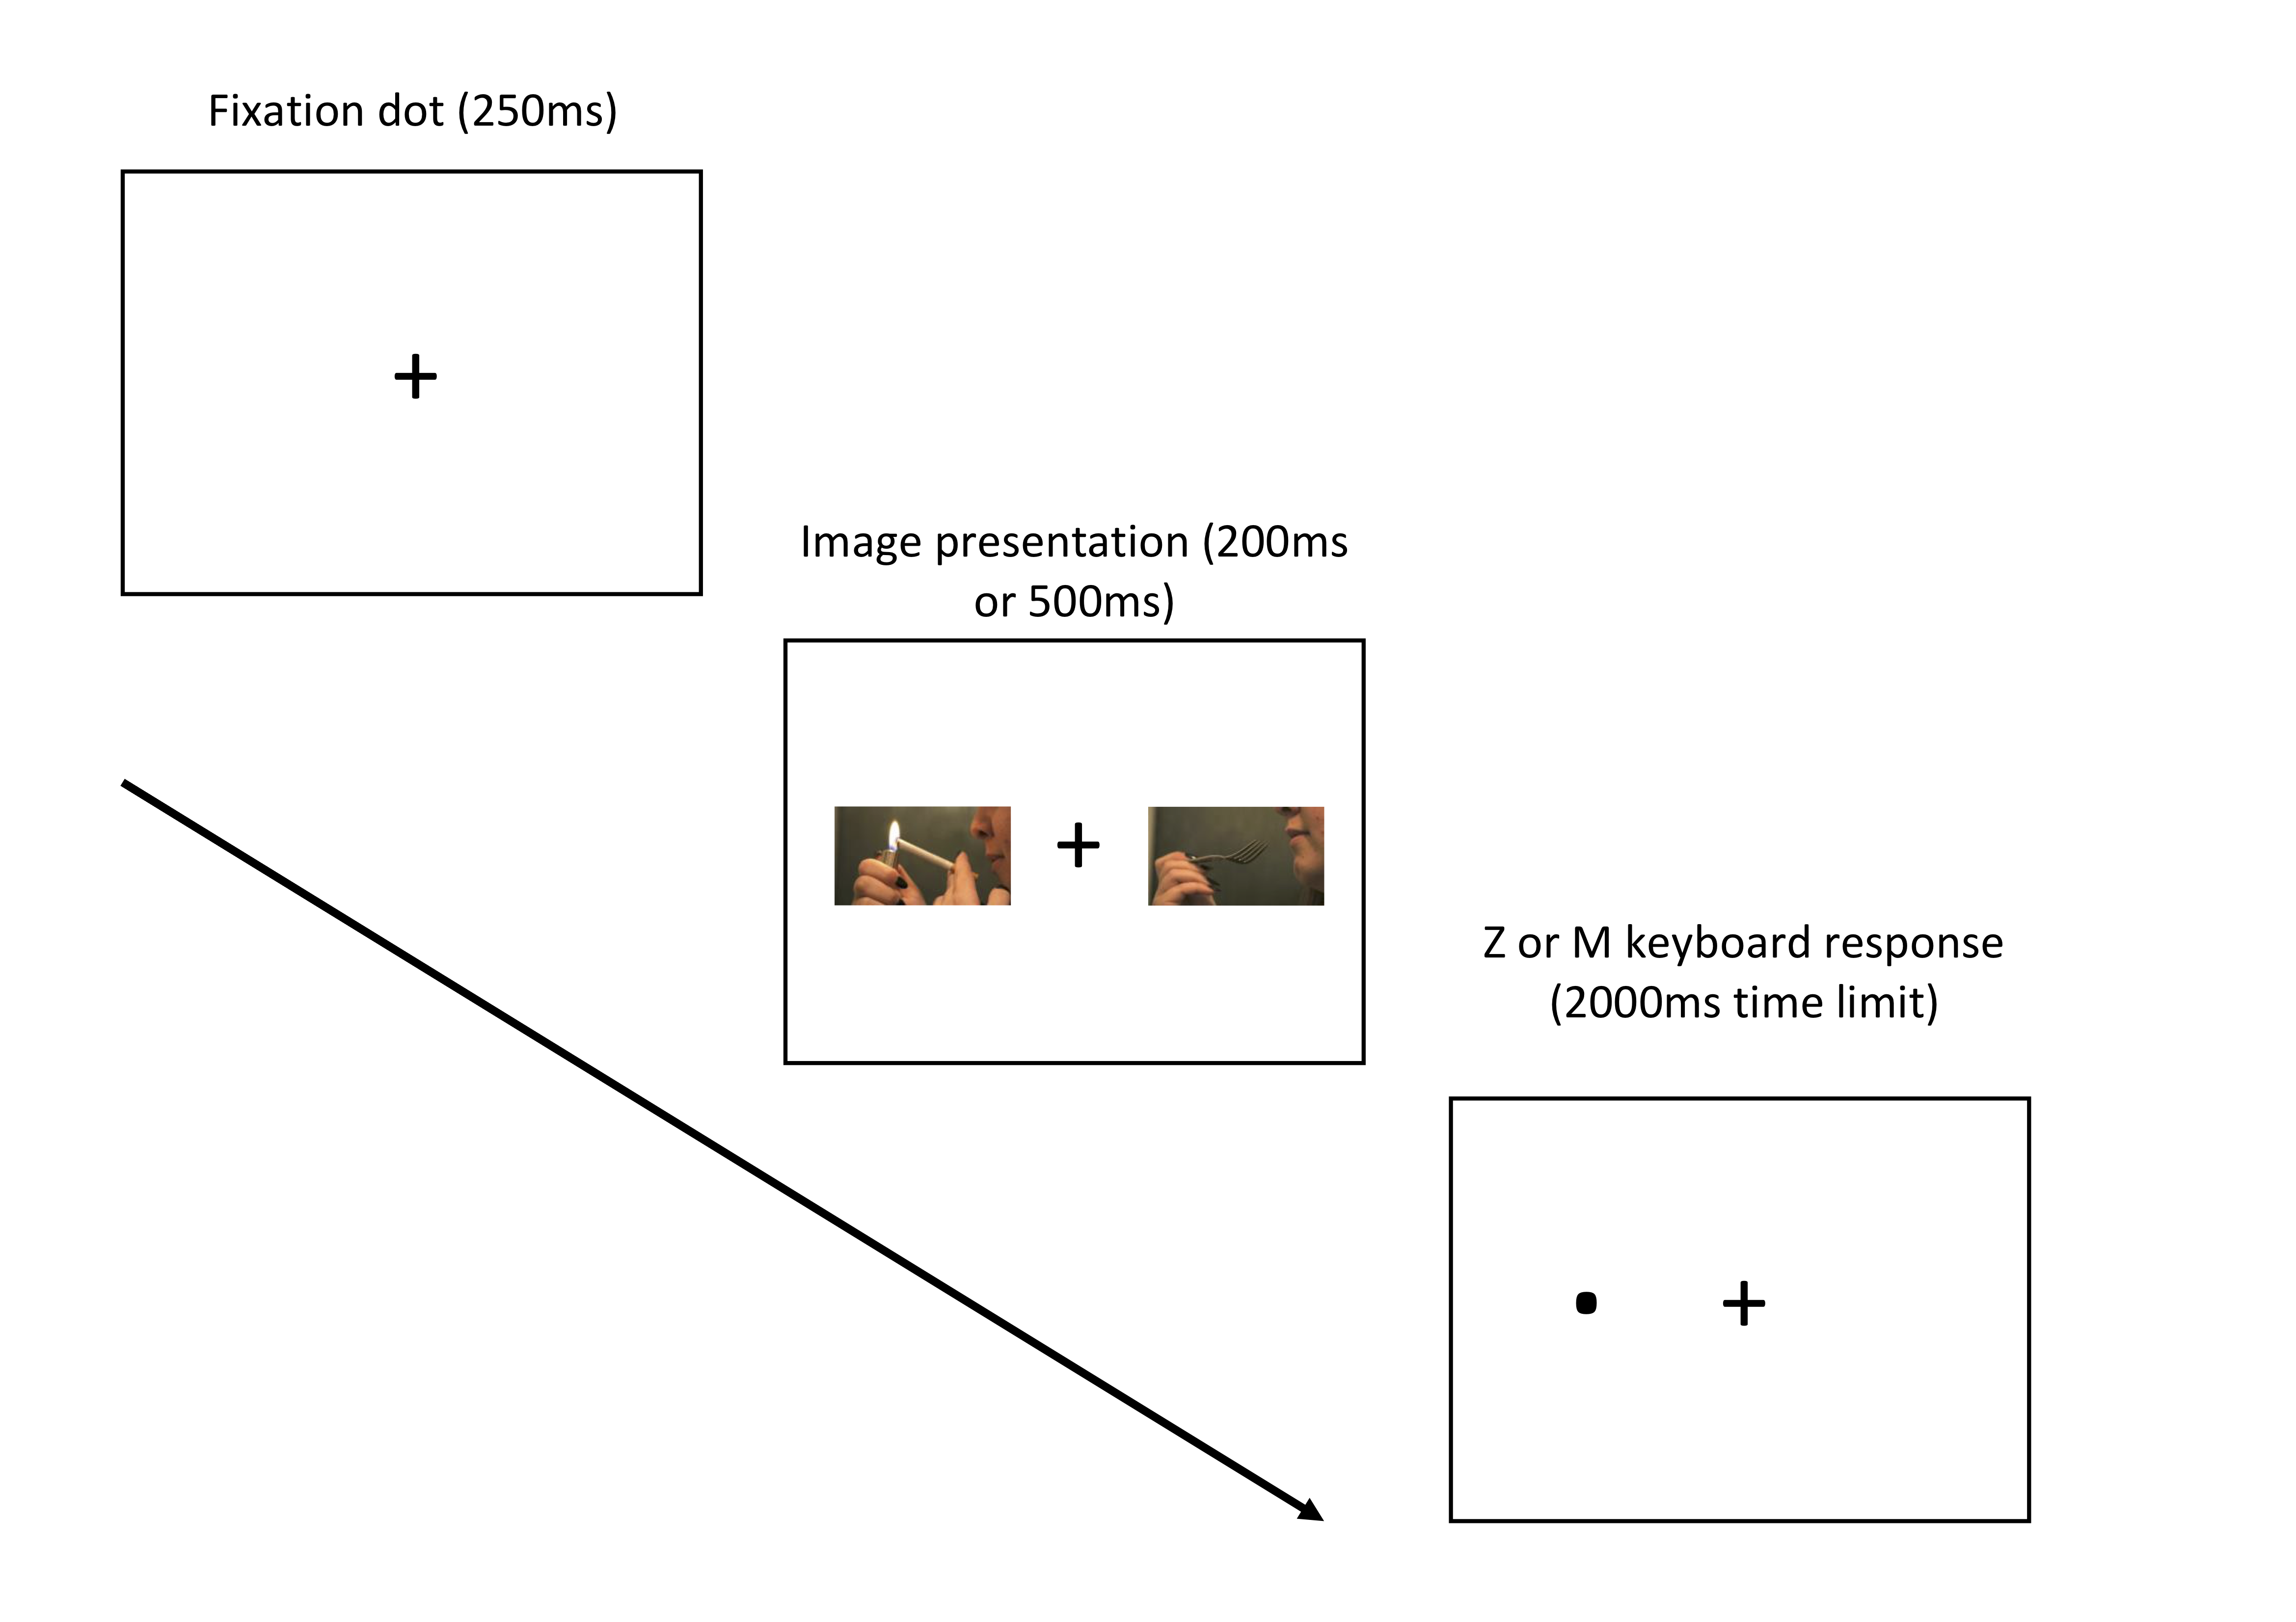 Fixation dot (250ms)
Image presentation (200ms
or 500ms)
Z or M keyboard response
(2000ms time limit)